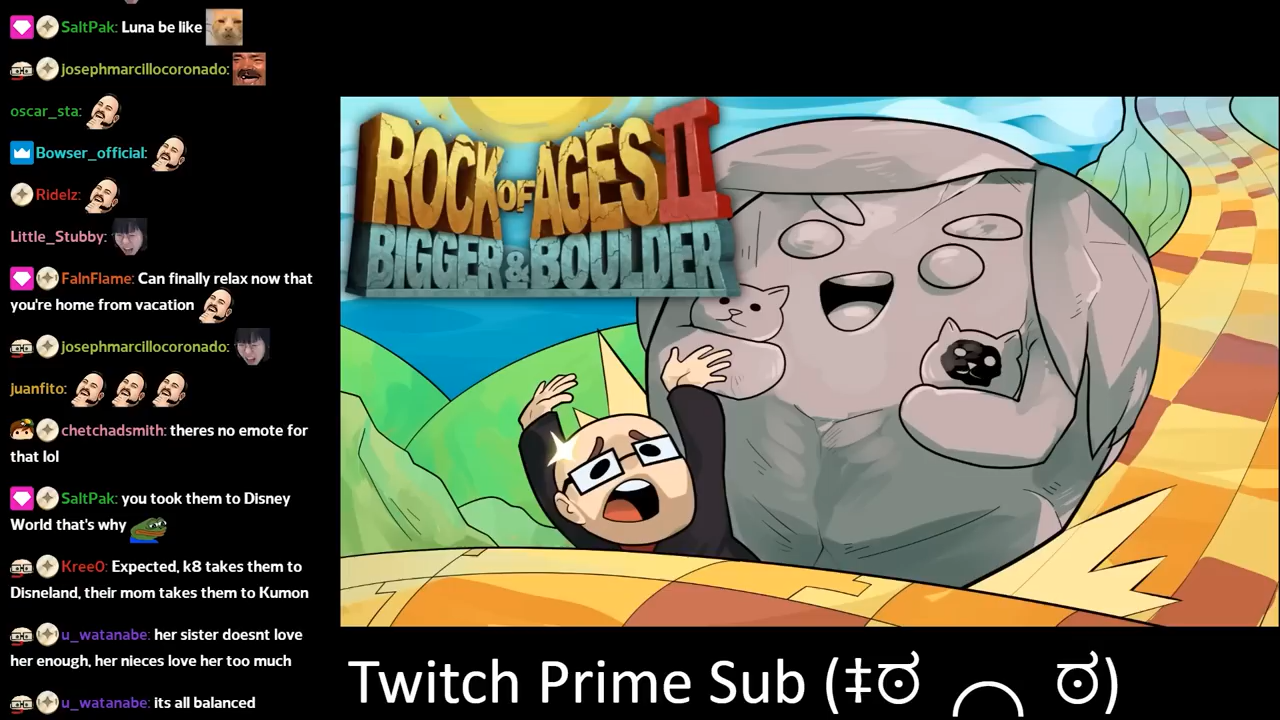 SaltPak: Luna be like
josephmarcillocoronado:
oscar_sta:
Bowser_official:
Ridelz:
Little_Stubby:
FalnFlame: Can finally relax now that
you're home from vacation
josephmarcillocoronado:
juanfito:
chetchadsmith: theres no emote for
that lol
SaltPak: you took them to Disney
World that's why
Kree0: Expected, k8 takes them to
Disneyland, their mom takes them to Kumon
u_watanabe: her sister doesnt love
her enough, her nieces love her too much
u_watanabe: its all balanced
ROCK OF AGES II
BIGGER & BOULDER
Twitch Prime Sub (‡ಠ ╭╮ ಠ)